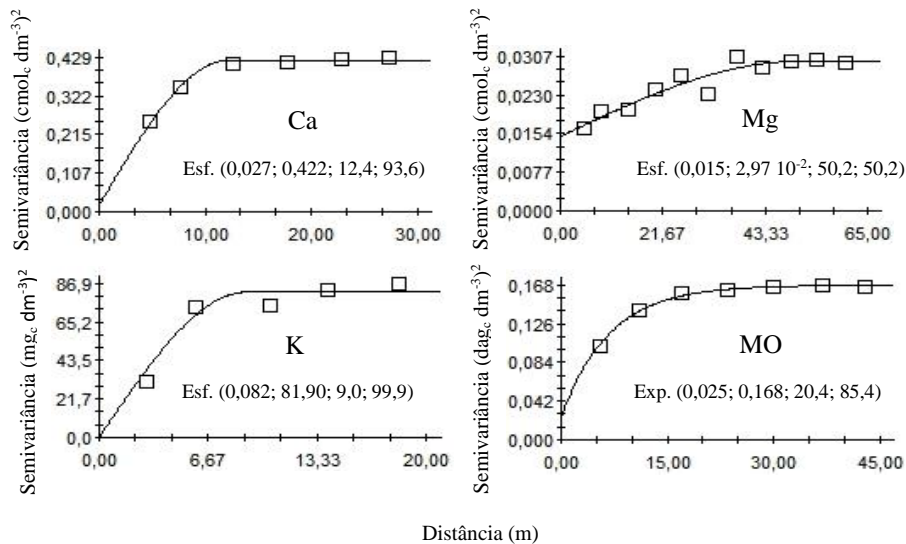 Semivariância (cmolc dm-3)2
0,429
0,322
0,215
0,107
0,000
Ca
Esf. (0,027; 0,422; 12,4; 93,6)
0,00 10,00 20,00 30,00
Semivariância (cmolc dm-3)2
0,0307
0,0230
0,0154
0,0077
0,0000
Mg
Esf. (0,015; 2,97 10-2; 50,2; 50,2)
0,00 21,67 43,33 65,00
Semivariância (mgc dm-3)2
86,9
65,2
43,5
21,7
0,0
K
Esf. (0,082; 81,90; 9,0; 99,9)
0,00 6,67 13,33 20,00
Semivariância (dagc dm-3)2
0,168
0,126
0,084
0,042
0,000
MO
Exp. (0,025; 0,168; 20,4; 85,4)
0,00 15,00 30,00 45,00
Distância (m)